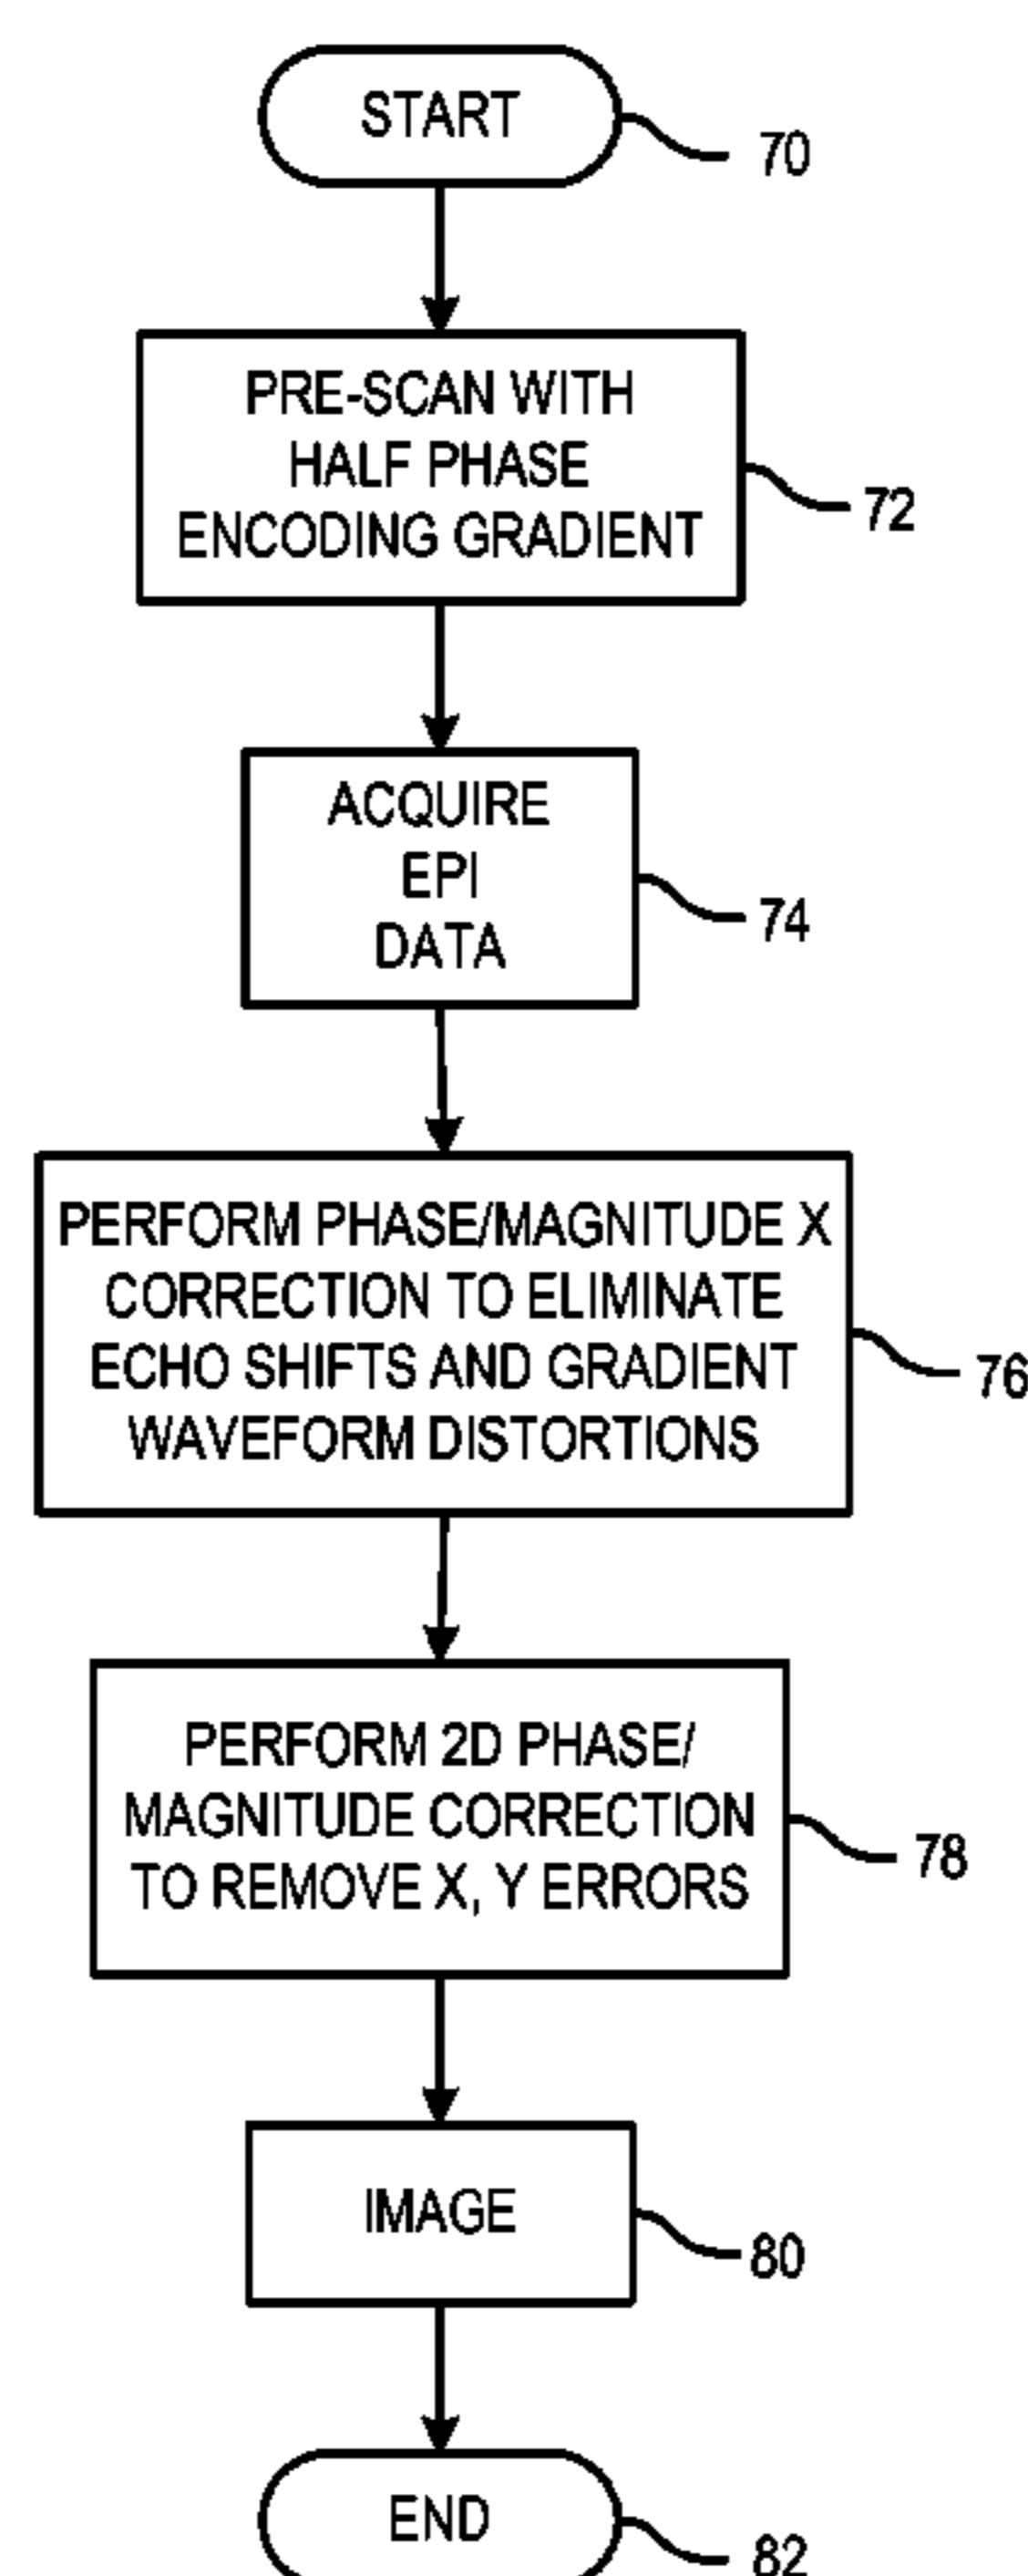 START
70
PRE-SCAN WITH
HALF PHASE
ENCODING GRADIENT
72
ACQUIRE
EPI
DATA
74
PERFORM PHASE/MAGNITUDE X
CORRECTION TO ELIMINATE
ECHO SHIFTS AND GRADIENT
WAVEFORM DISTORTIONS
76
PERFORM 2D PHASE/
MAGNITUDE CORRECTION
TO REMOVE X, Y ERRORS
78
IMAGE
80
END
82